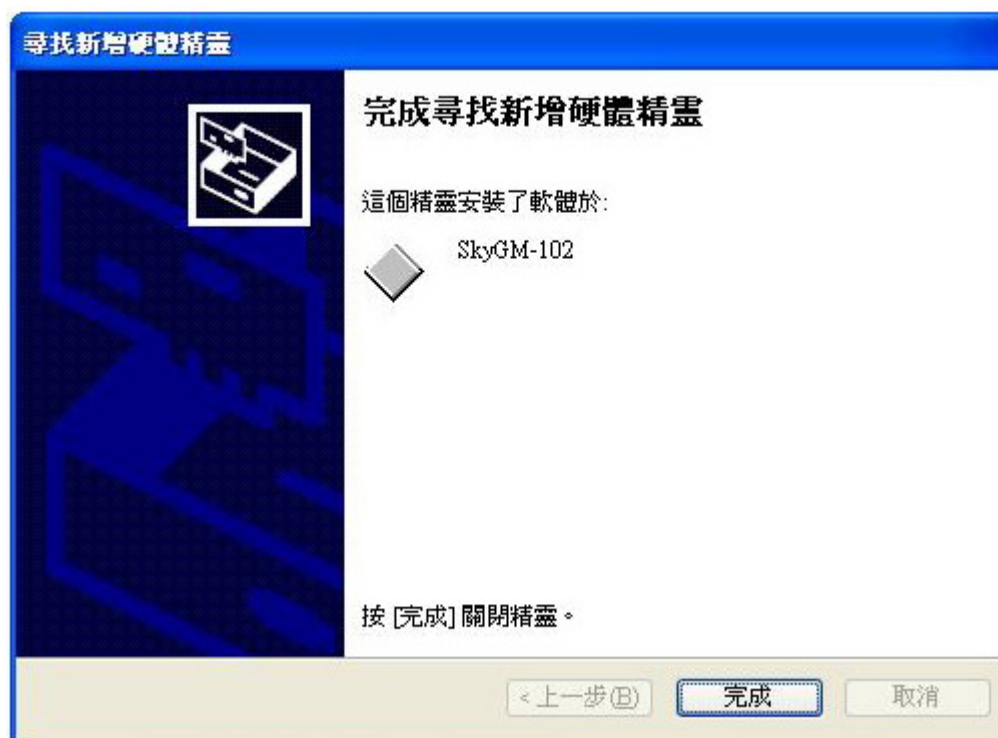 尋找新增硬體精靈
完成尋找新增硬體精靈
這個精靈安裝了軟體於:
SkyGM-102
按 [完成] 關閉精靈。
< 上一步(B)
完成
取消